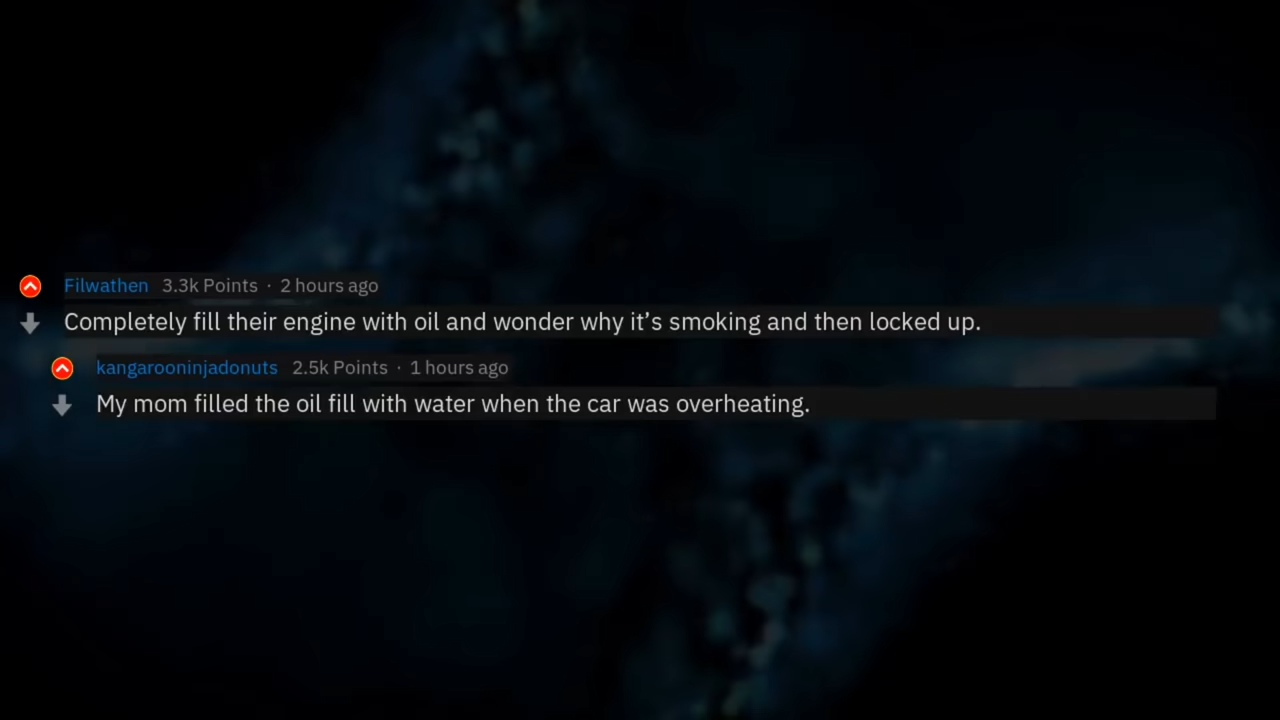 Filwathen 3.3k Points · 2 hours ago
Completely fill their engine with oil and wonder why it’s smoking and then locked up.
kangarooninjadonuts 2.5k Points · 1 hours ago
My mom filled the oil fill with water when the car was overheating.